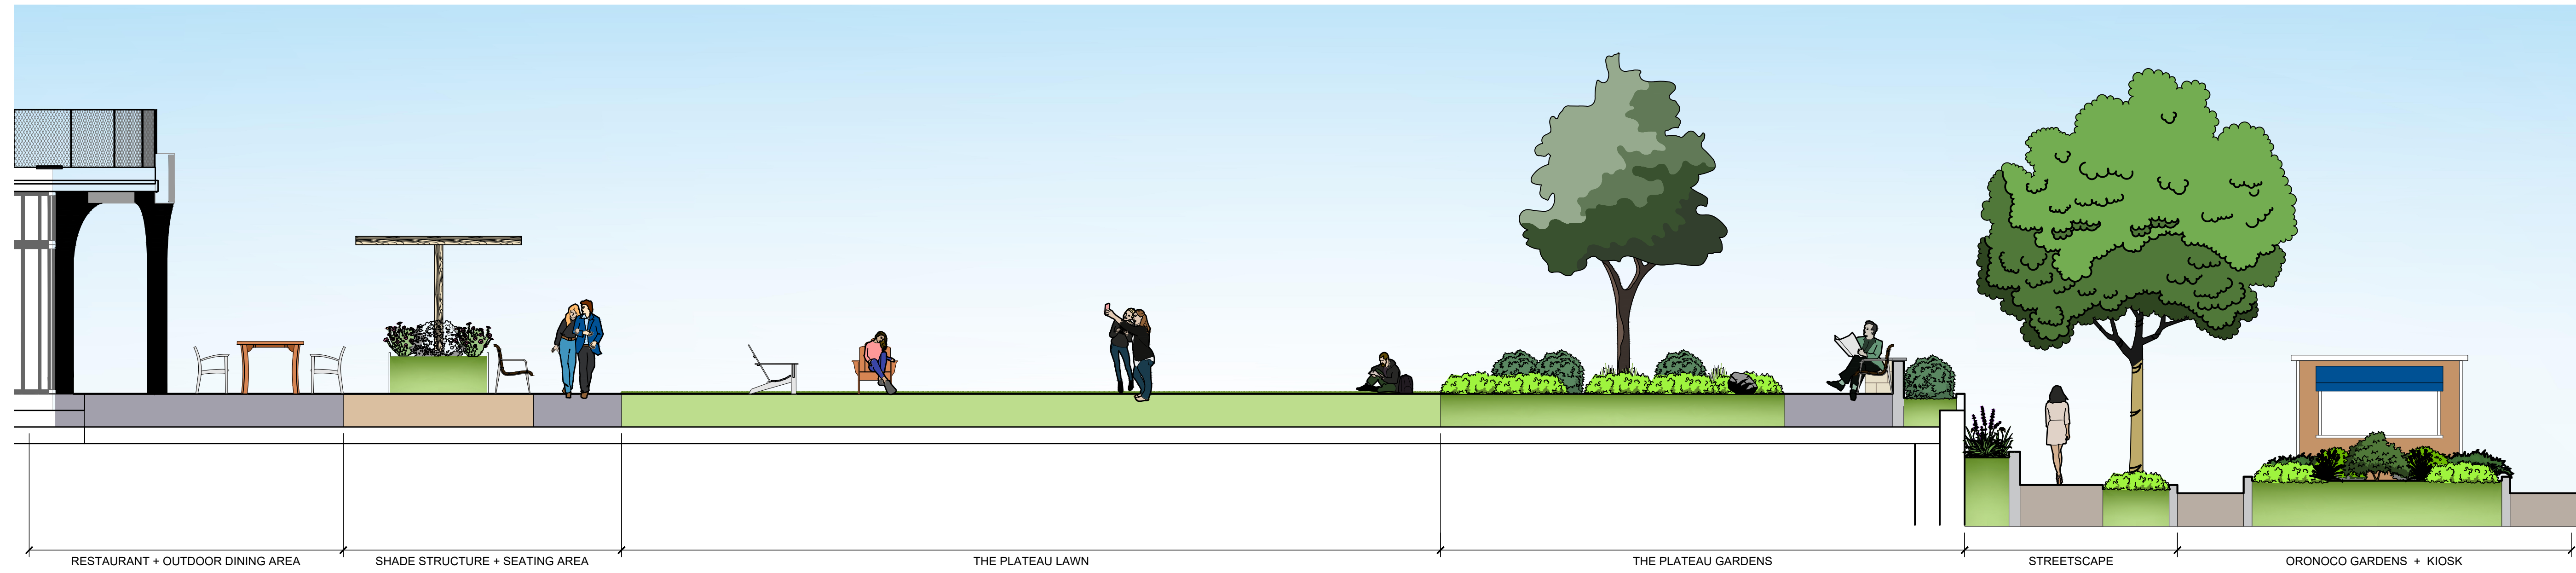 RESTAURANT + OUTDOOR DINING AREA
SHADE STRUCTURE + SEATING AREA
THE PLATEAU LAWN
THE PLATEAU GARDENS
STREETSCAPE
ORONOCO GARDENS + KIOSK